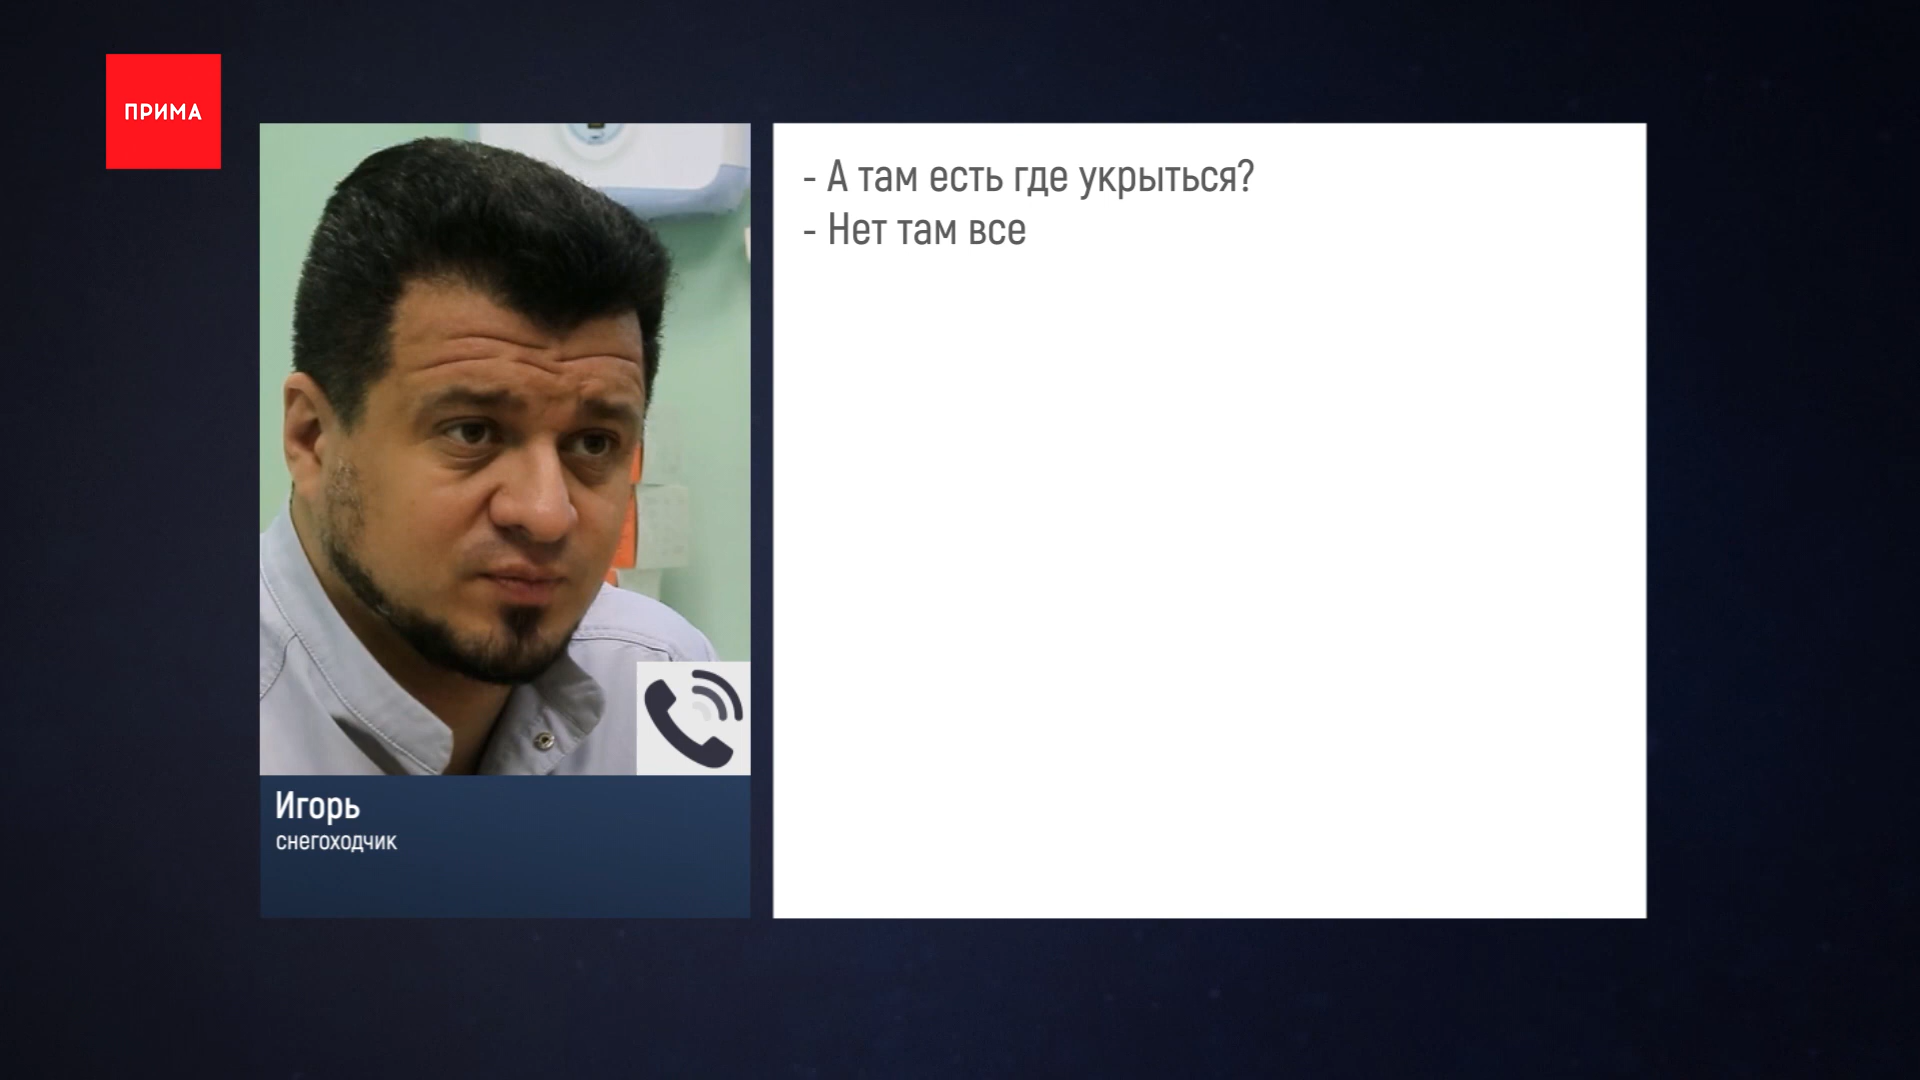 ПРИМА
- А там есть где укрыться?
- Нет там все
Игорь
снегоходчик